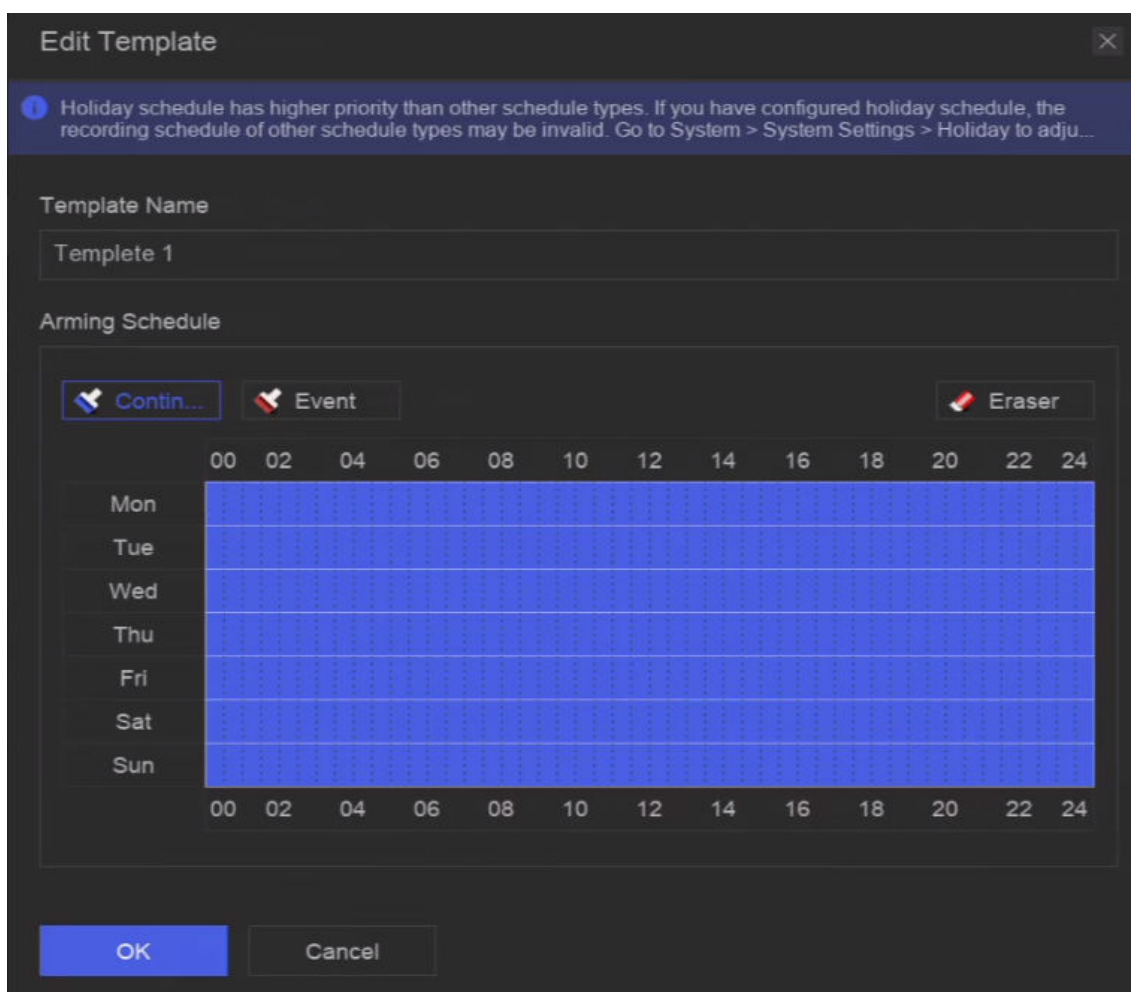 Edit Template
Holiday schedule has higher priority than other schedule types. If you have configured holiday schedule, the
recording schedule of other schedule types may be invalid. Go to System > System Settings > Holiday to adju...
Template Name
Templete 1
Arming Schedule
Contin... Event Eraser
00 02 04 06 08 10 12 14 16 18 20 22 24
Mon
Tue
Wed
Thu
Fri
Sat
Sun
00 02 04 06 08 10 12 14 16 18 20 22 24
OK Cancel